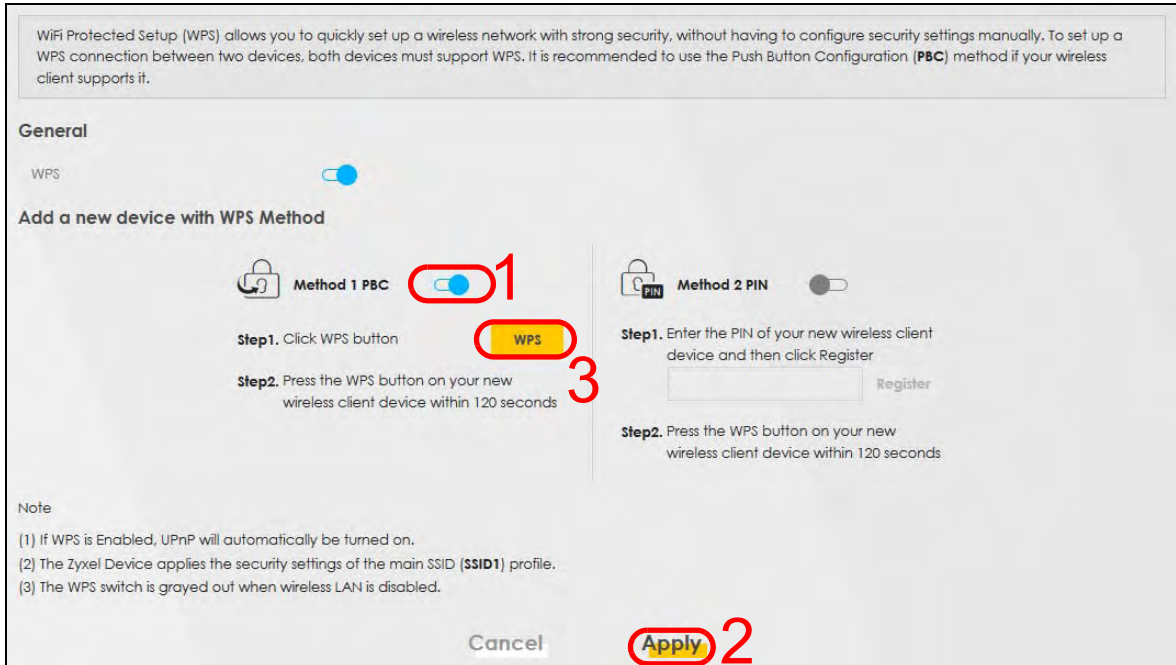 WiFi Protected Setup (WPS) allows you to quickly set up a wireless network with strong security, without having to configure security settings manually. To set up a
WPS connection between two devices, both devices must support WPS. It is recommended to use the Push Button Configuration (PBC) method if your wireless
client supports it.
General
WPS
Add a new device with WPS Method
Method 1 PBC
1
Step1. Click WPS button
WPS
3
Step2. Press the WPS button on your new
wireless client device within 120 seconds
PIN
Method 2 PIN
Step1. Enter the PIN of your new wireless client
device and then click Register
Register
Step2. Press the WPS button on your new
wireless client device within 120 seconds
Note
(1) If WPS is Enabled, UPnP will automatically be turned on.
(2) The Zyxel Device applies the security settings of the main SSID (SSID1) profile.
(3) The WPS switch is grayed out when wireless LAN is disabled.
Cancel
Apply
2